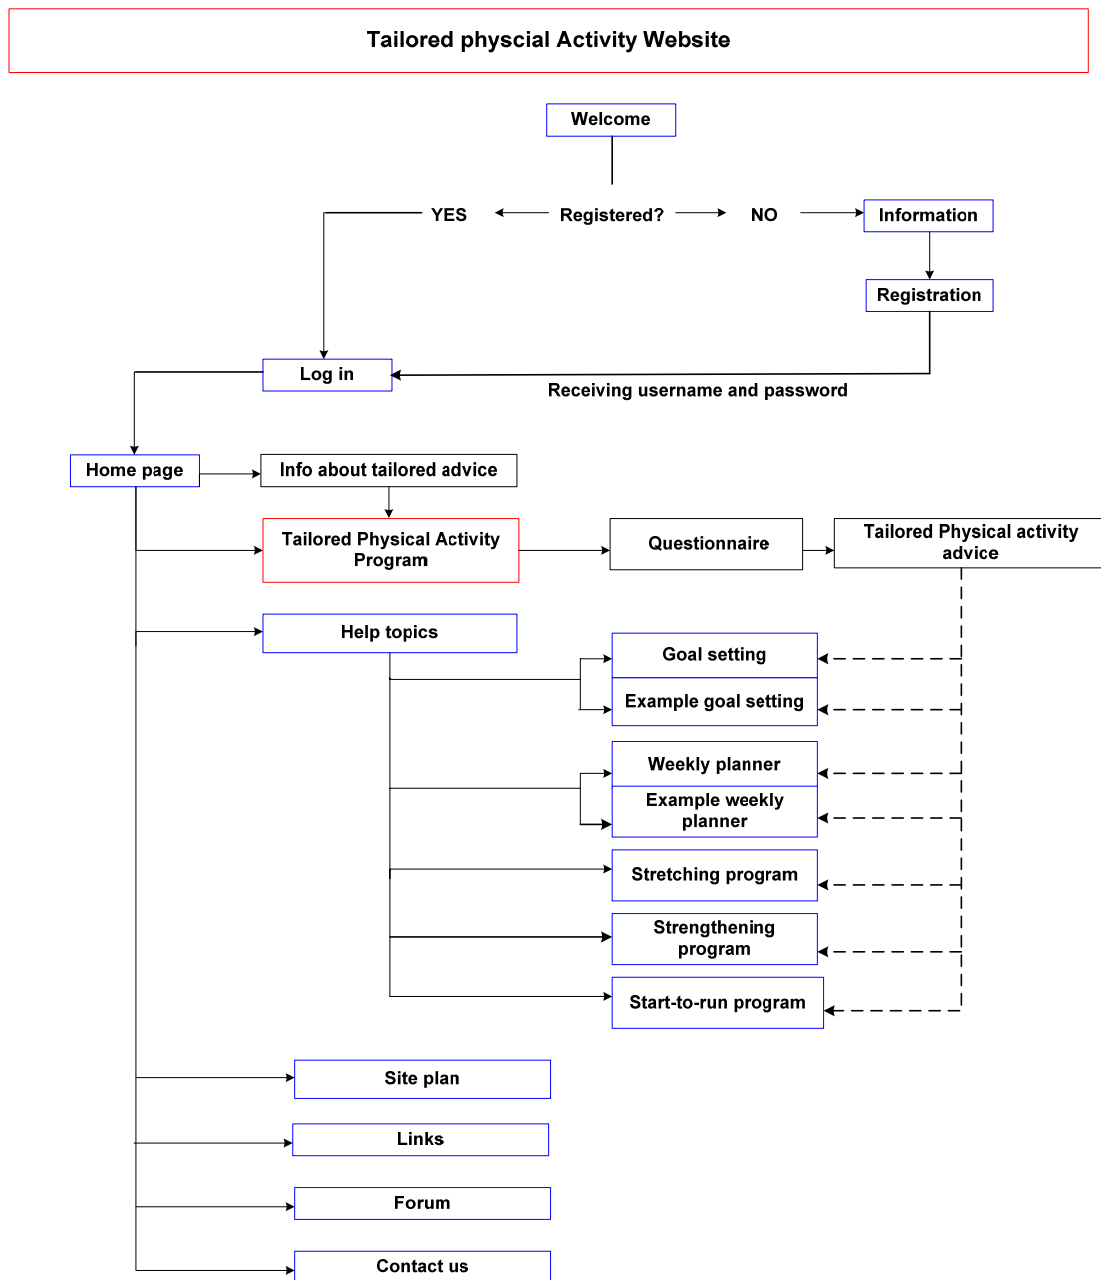 Tailored physcial Activity Website
Welcome
YES
Registered?
NO
Information
Registration
Log in
Receiving username and password
Home page
Info about tailored advice
Tailored Physical Activity
Program
Questionnaire
Tailored Physical activity
advice
Help topics
Goal setting
Example goal setting
Weekly planner
Example weekly
planner
Stretching program
Strengthening
program
Start-to-run program
Site plan
Links
Forum
Contact us